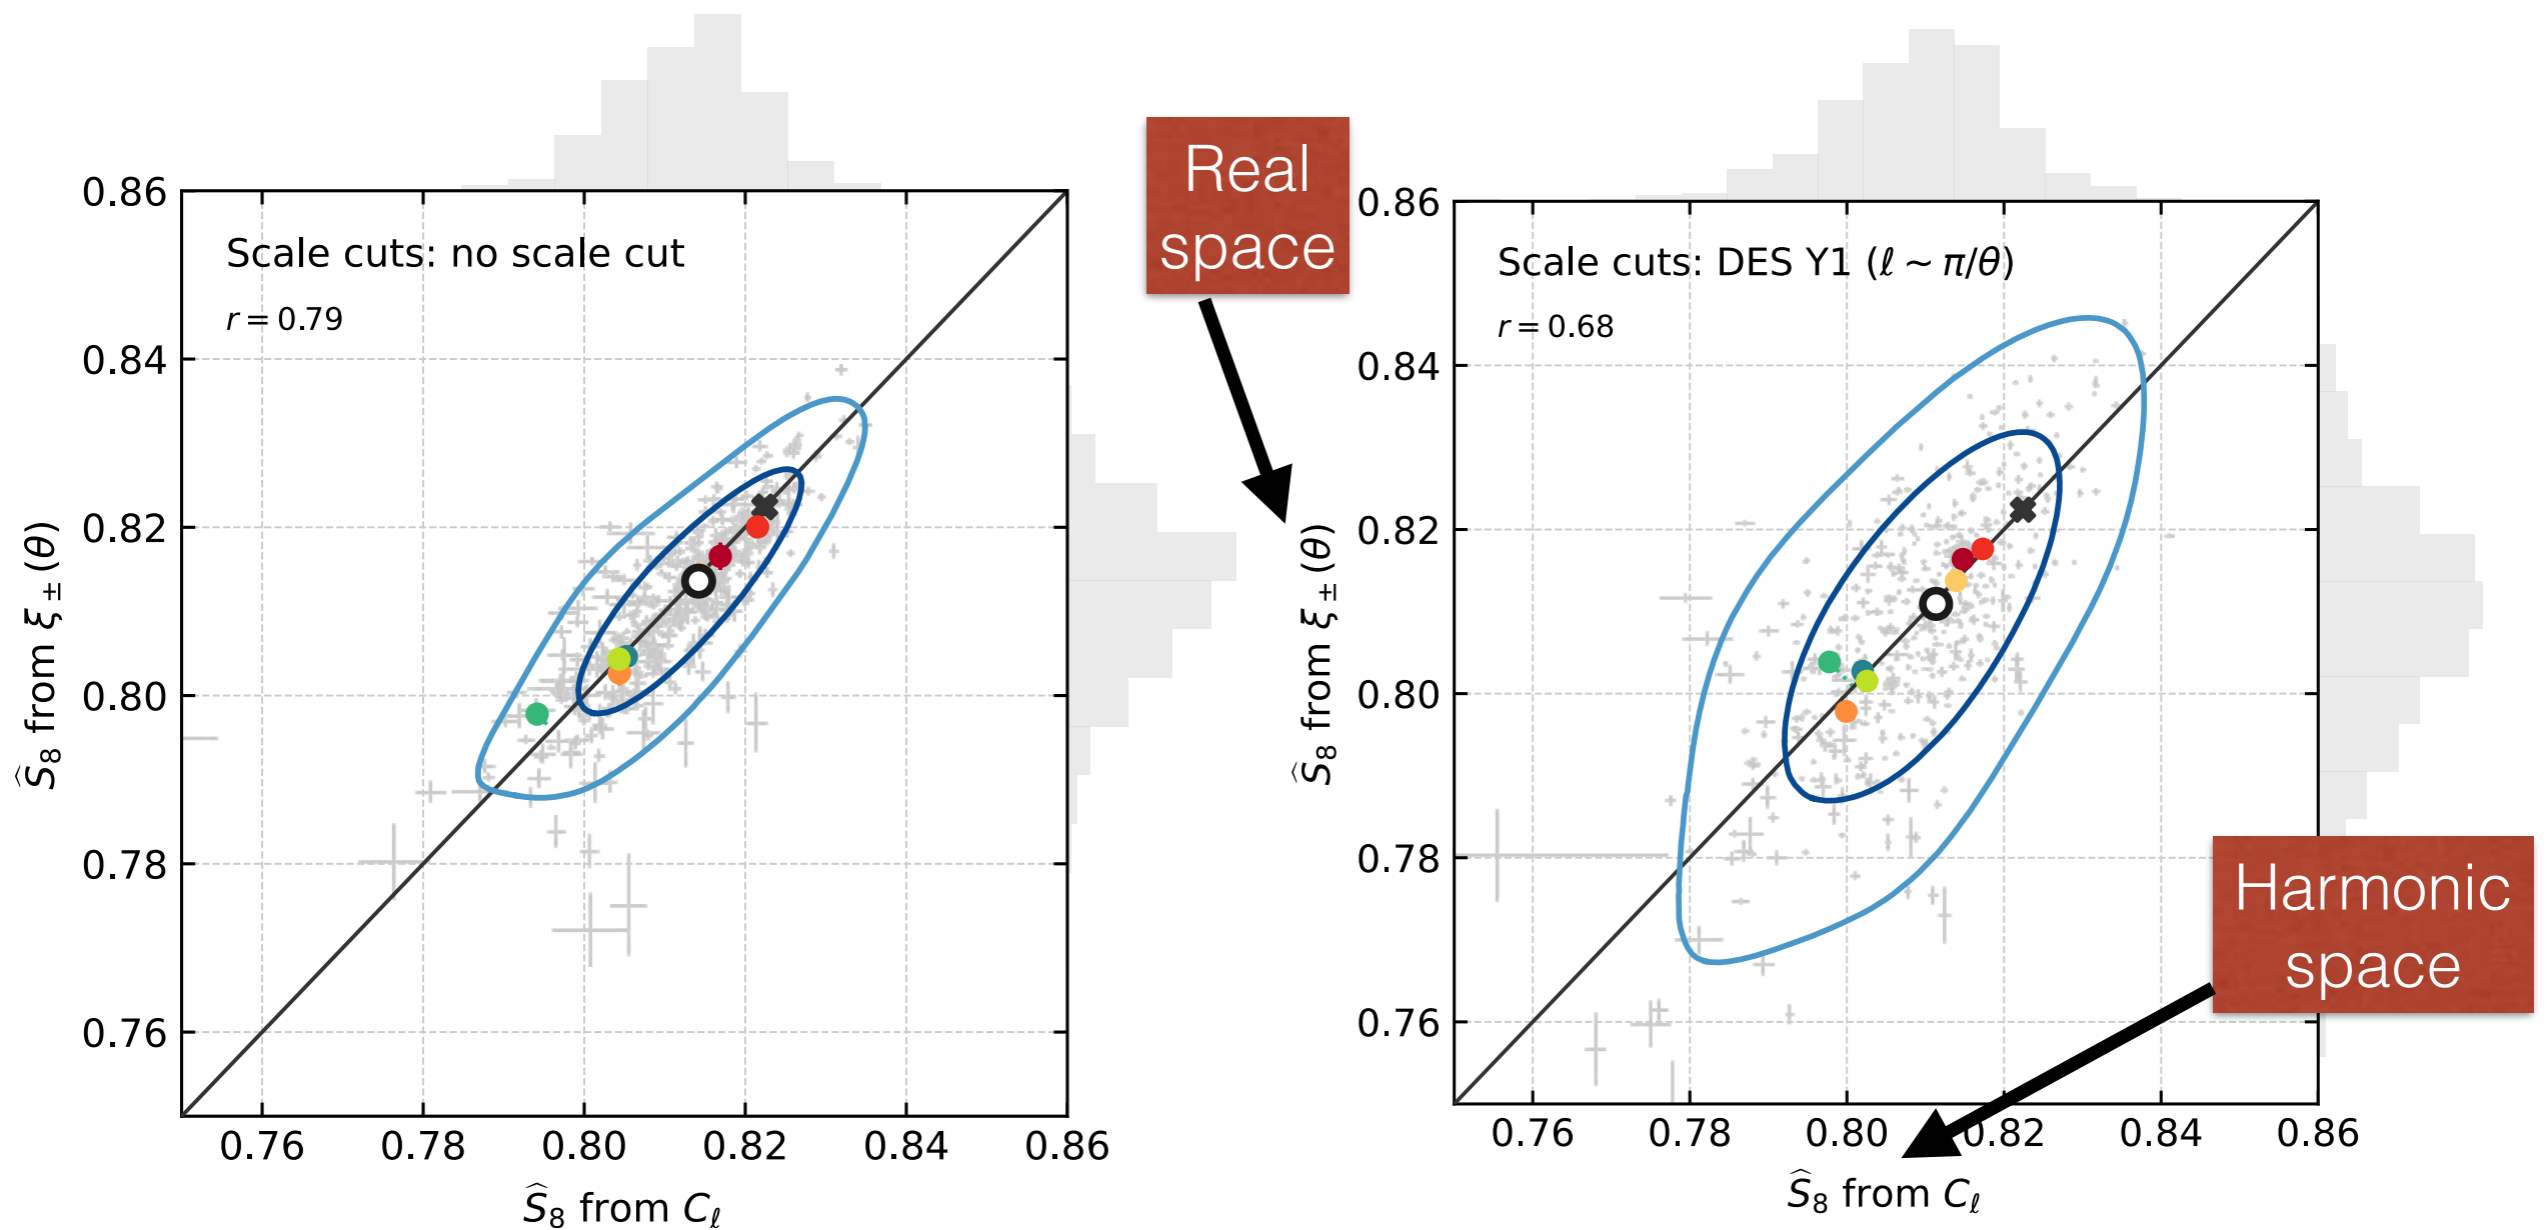 Scale cuts: no scale cut
r = 0.79
0.86
0.84
0.82
0.80
0.78
0.76
0.76 0.78 0.80 0.82 0.84 0.86
Ŝ₈ from ξ±(θ)
Ŝ₈ from Cℓ
Real
space
Scale cuts: DES Y1 (ℓ ~ π/θ)
r = 0.68
0.86
0.84
0.82
0.80
0.78
0.76
0.76 0.78 0.80 0.82 0.84 0.86
Ŝ₈ from ξ±(θ)
Ŝ₈ from Cℓ
Harmonic
space